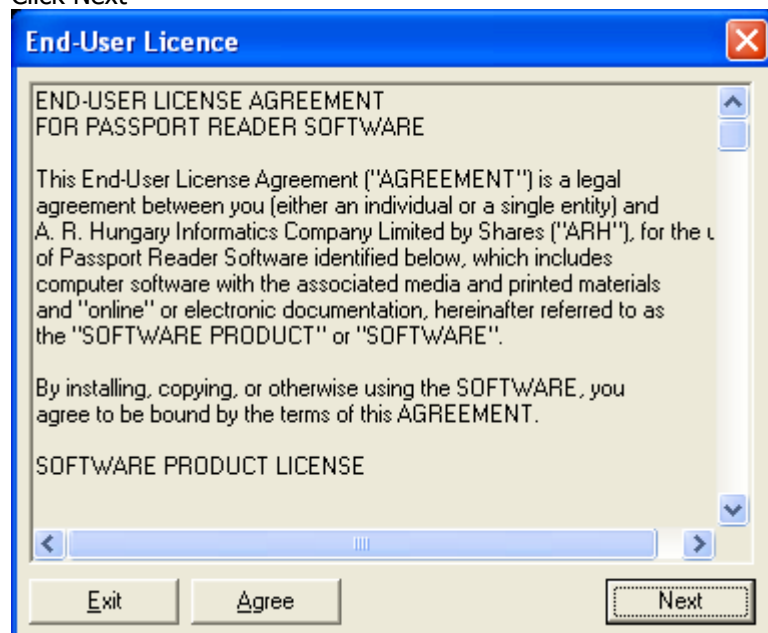 Click Next
End-User Licence
END-USER LICENSE AGREEMENT
FOR PASSPORT READER SOFTWARE
This End-User License Agreement ("AGREEMENT") is a legal
agreement between you (either an individual or a single entity) and
A. R. Hungary Informatics Company Limited by Shares ("ARH"), for the
of Passport Reader Software identified below, which includes
computer software with the associated media and printed materials
and "online" or electronic documentation, hereinafter referred to as
the "SOFTWARE PRODUCT" or "SOFTWARE".
By installing, copying, or otherwise using the SOFTWARE, you
agree to be bound by the terms of this AGREEMENT.
SOFTWARE PRODUCT LICENSE
Exit Agree Next